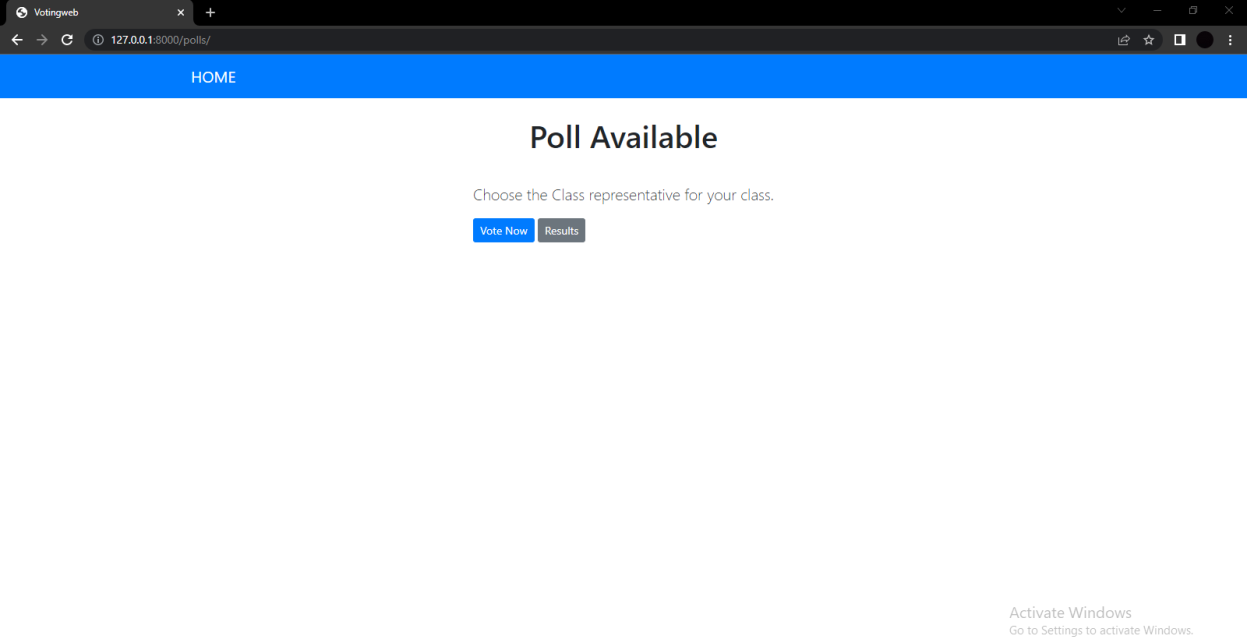 Votingweb
127.0.0.1:8000/polls/
HOME
Poll Available
Choose the Class representative for your class.
Vote Now Results
Activate Windows
Go to Settings to activate Windows.